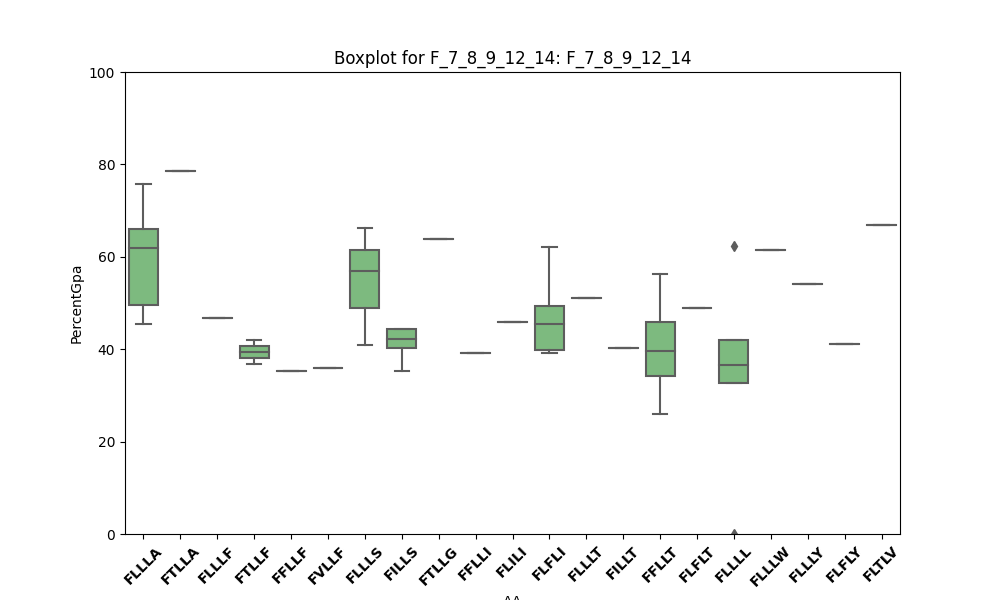 Boxplot for F_7_8_9_12_14: F_7_8_9_12_14
PercentGpa
100
80
60
40
20
0
FLLLA FTLLA FLLLF FTLLF FFLLF FVLLF FLLLS FILLS FTLLG FFLLI FLILI FLFLI FLLLT FILLT FFLLT FLFLT FLLLL FLLLW FLLLY FLFLY FLTLV
AA